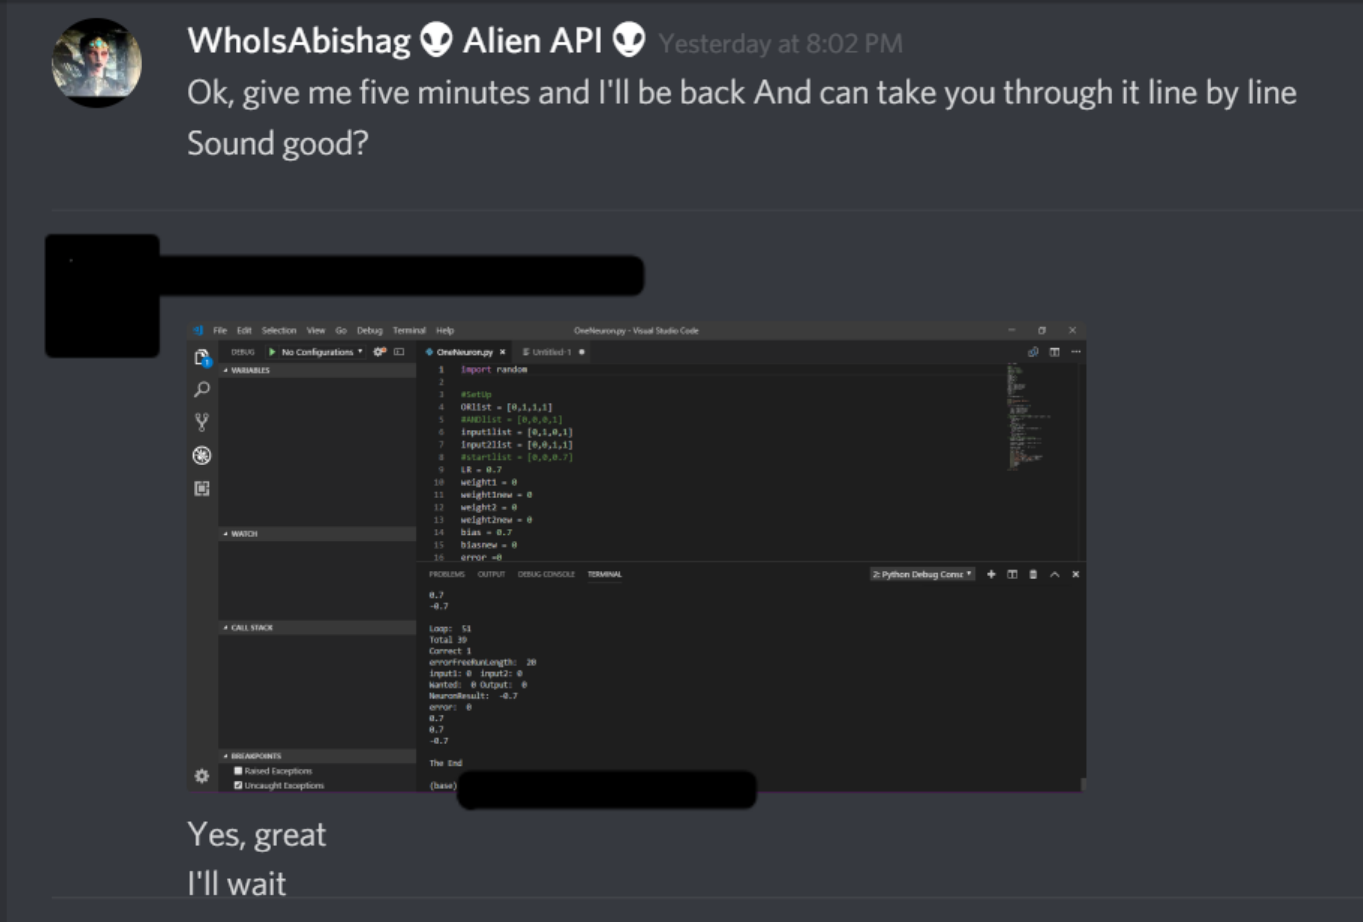 WhoIsAbishag 👽 Alien API 👽 Yesterday at 8:02 PM
Ok, give me five minutes and I'll be back And can take you through it line by line
Sound good?
File Edit Selection View Go Debug Terminal Help OneNeuron.py - Visual Studio Code
DEBUG No Configurations OneNeuron.py Untitled-1
VARIABLES
1 import random
2
3 #SetUp
4 ORlist = [0,1,1,1]
5 #ANDlist = [0,0,0,1]
6 input1list = [0,1,0,1]
7 input2list = [0,0,1,1]
8 #startlist = [0,0,0.7]
9 LR = 0.7
10 weight1 = 0
11 weight1new = 0
12 weight2 = 0
13 weight2new = 0
14 bias = 0.7
15 biasnew = 0
16 error =0
WATCH
CALL STACK
BREAKPOINTS
Raised Exceptions
Uncaught Exceptions
PROBLEMS OUTPUT DEBUG CONSOLE TERMINAL 2: Python Debug Consc
0.7
-0.7
Loop: 51
Total 39
Correct 1
errorFreeRunLength: 20
input1: 0 input2: 0
Wanted: 0 Output: 0
NeuronResult: -0.7
error: 0
0.7
0.7
-0.7
The End
(base)
Yes, great
I'll wait